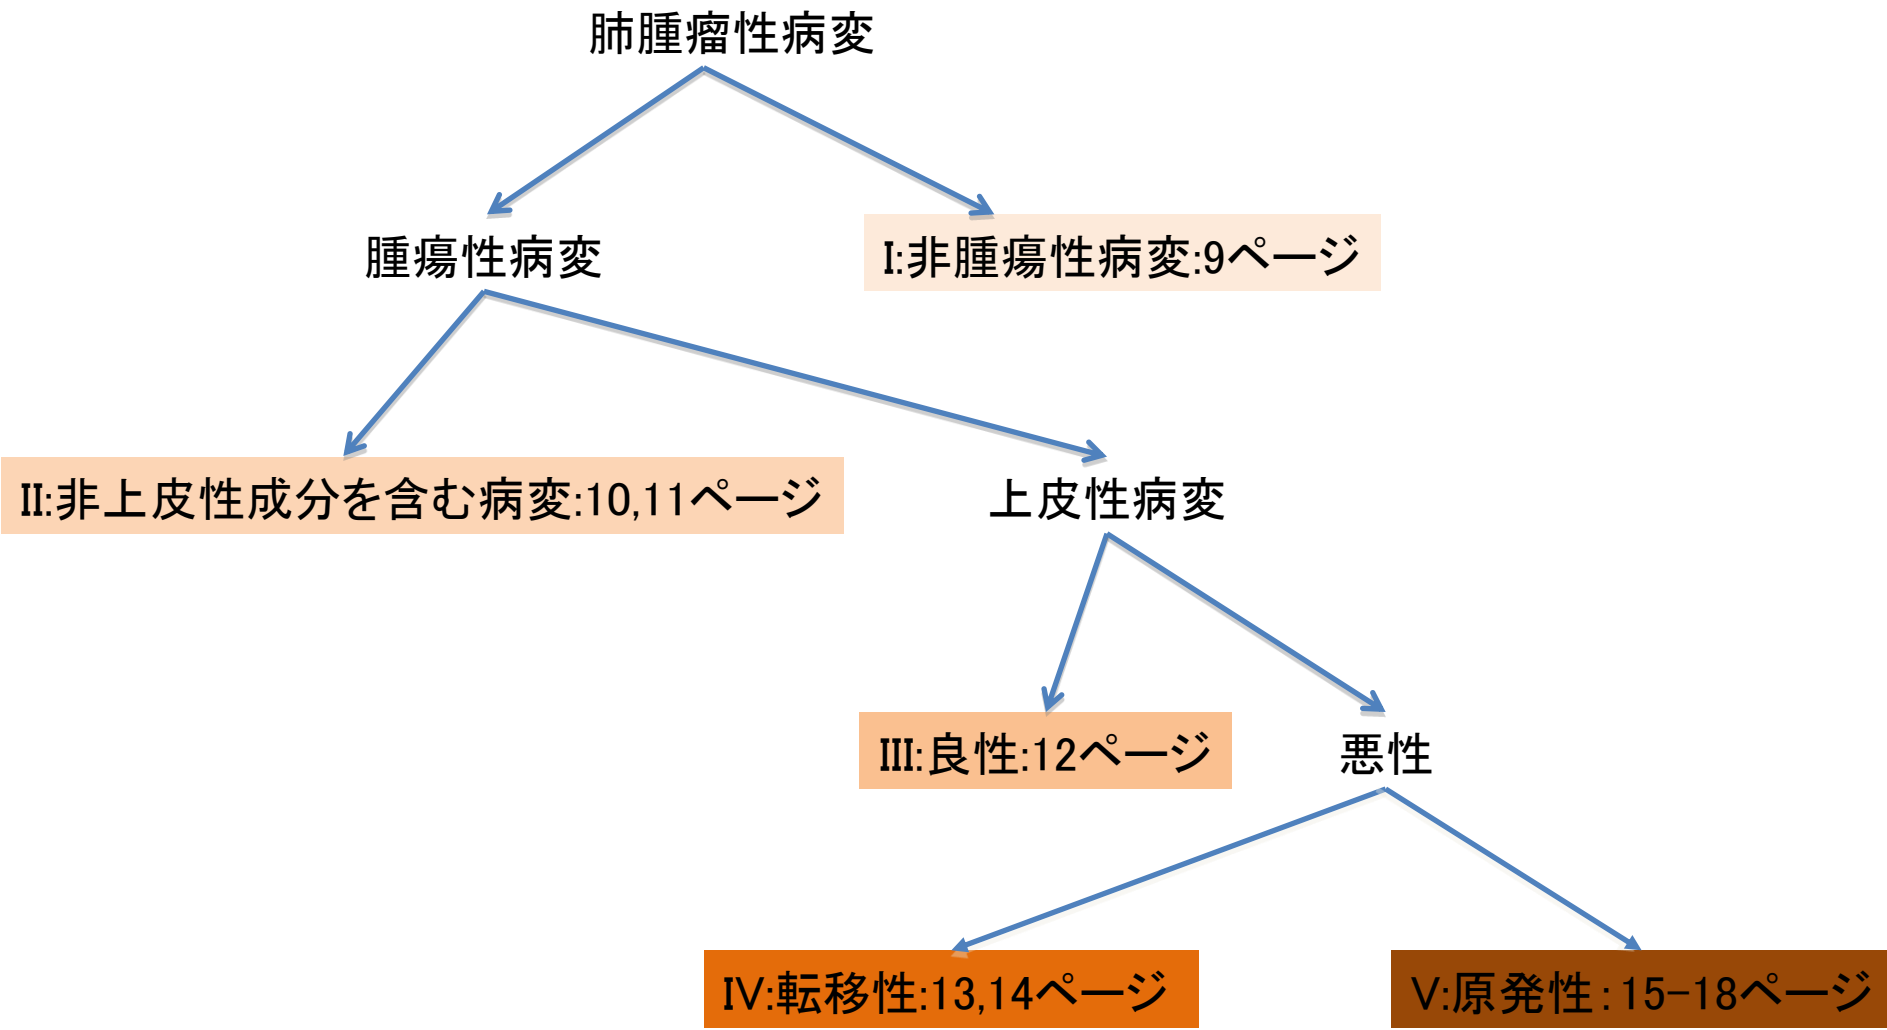 肺腫瘤性病変
腫瘍性病変
I:非腫瘍性病変:9ページ
II:非上皮性成分を含む病変:10,11ページ
上皮性病変
III:良性:12ページ
悪性
IV:転移性:13,14ページ
V:原発性：15-18ページ